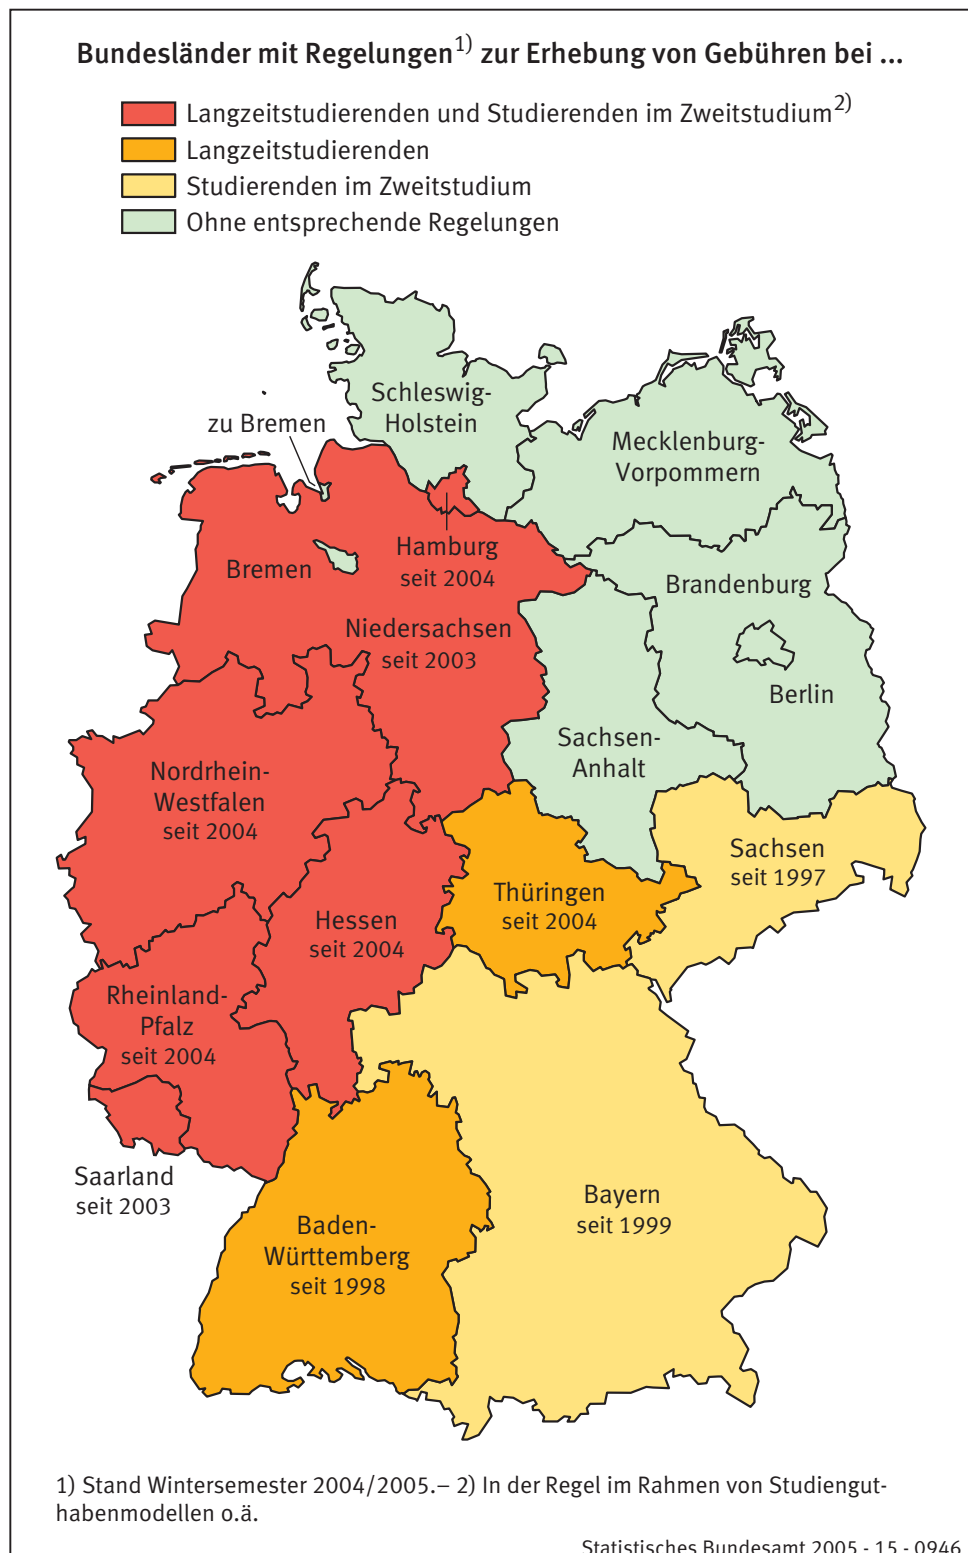 Bundesländer mit Regelungen1) zur Erhebung von Gebühren bei ...
Langzeitstudierenden und Studierenden im Zweitstudium2)
Langzeitstudierenden
Studierenden im Zweitstudium
Ohne entsprechende Regelungen
Schleswig-
Holstein
zu Bremen
Mecklenburg-
Vorpommern
Hamburg
seit 2004
Bremen
Brandenburg
Niedersachsen
seit 2003
Berlin
Sachsen-
Anhalt
Nordrhein-
Westfalen
seit 2004
Sachsen
seit 1997
Thüringen
seit 2004
Hessen
seit 2004
Rheinland-
Pfalz
seit 2004
Saarland
seit 2003
Bayern
seit 1999
Baden-
Württemberg
seit 1998
1) Stand Wintersemester 2004/2005.– 2) In der Regel im Rahmen von Studiengut-
habenmodellen o.ä.
Statistisches Bundesamt 2005 - 15 - 0946